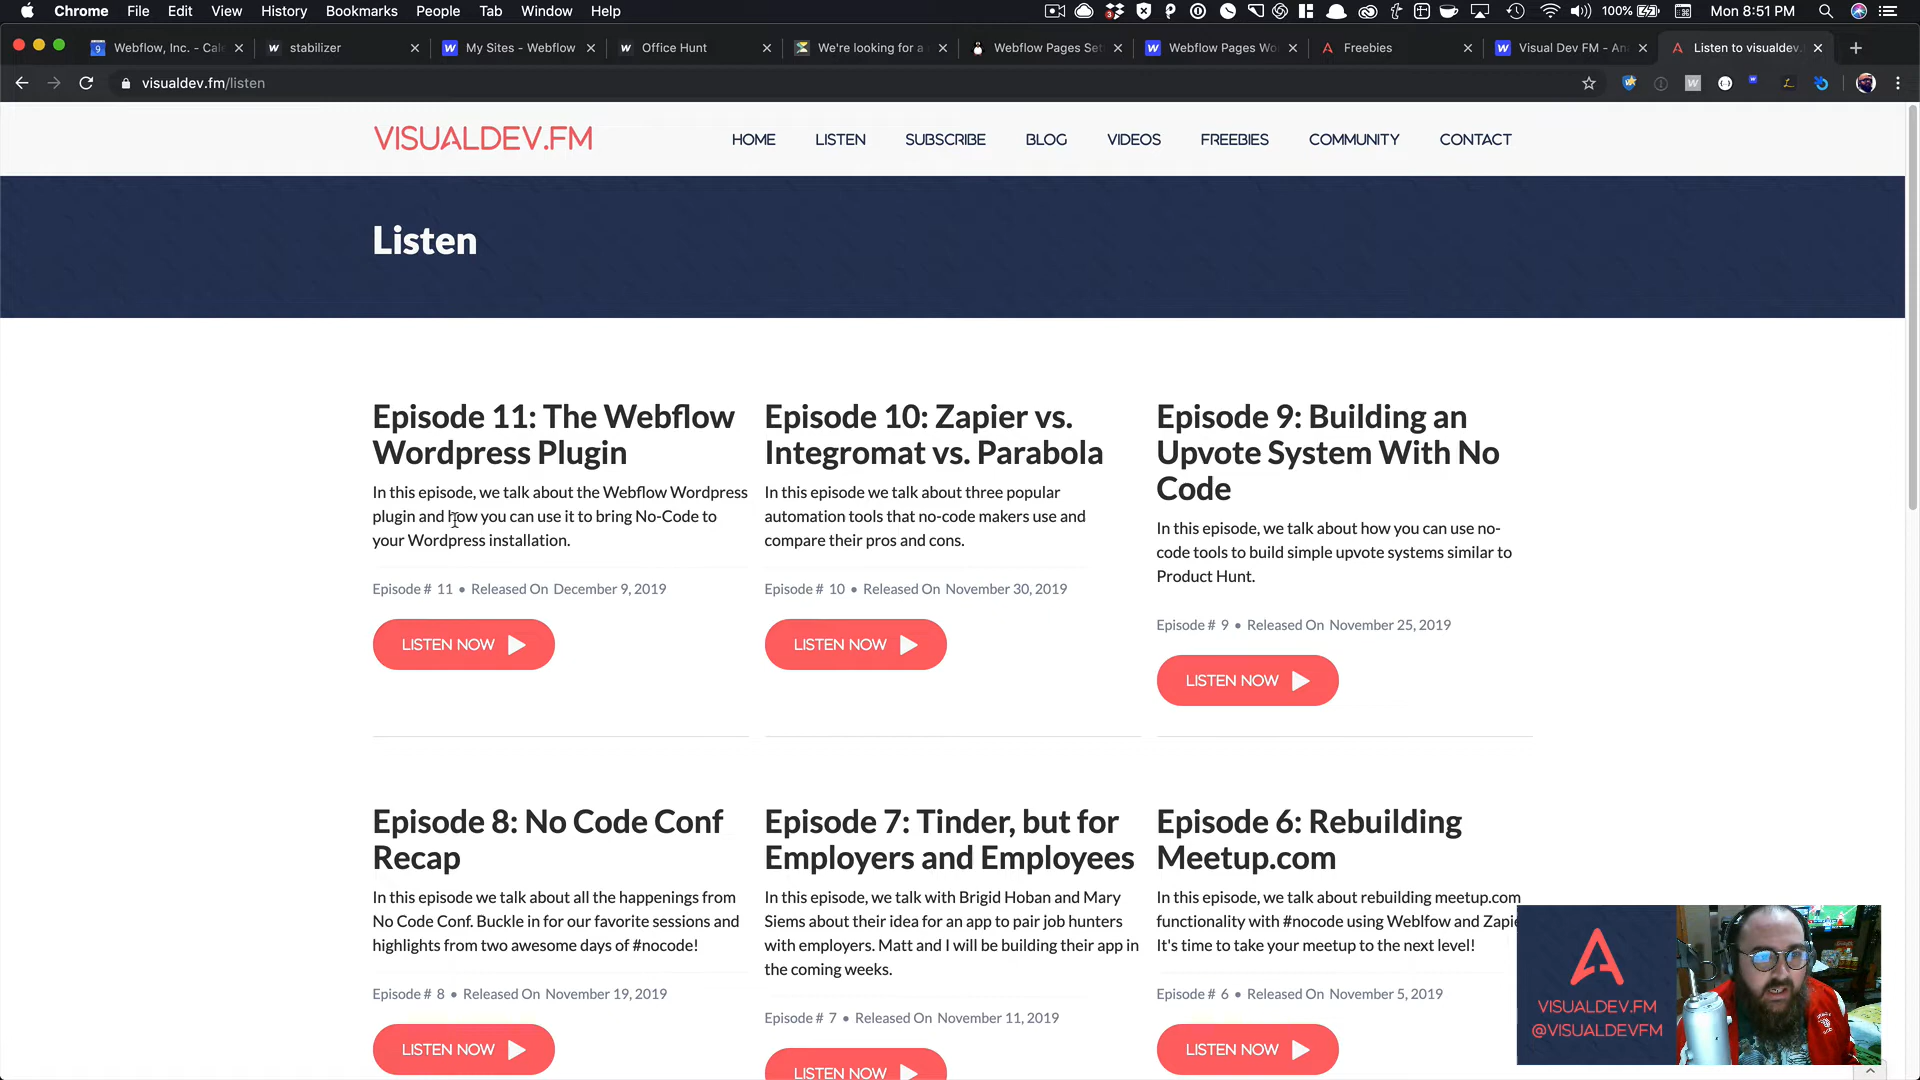 Chrome File Edit View History Bookmarks People Tab Window Help 100% Mon 8:51 PM
Webflow, Inc. - Cale stabilizer My Sites - Webflow Office Hunt We're looking for a Webflow Pages Set Webflow Pages Wo Freebies Visual Dev FM - An Listen to visualdev.
visualdev.fm/listen
VISUALDEV.FM HOME LISTEN SUBSCRIBE BLOG VIDEOS FREEBIES COMMUNITY CONTACT
Listen
Episode 11: The Webflow
Wordpress Plugin
In this episode, we talk about the Webflow Wordpress
plugin and how you can use it to bring No-Code to
your Wordpress installation.
Episode # 11 • Released On December 9, 2019
LISTEN NOW
Episode 10: Zapier vs.
Integromat vs. Parabola
In this episode we talk about three popular
automation tools that no-code makers use and
compare their pros and cons.
Episode # 10 • Released On November 30, 2019
LISTEN NOW
Episode 9: Building an
Upvote System With No
Code
In this episode, we talk about how you can use no-
code tools to build simple upvote systems similar to
Product Hunt.
Episode # 9 • Released On November 25, 2019
LISTEN NOW
Episode 8: No Code Conf
Recap
In this episode we talk about all the happenings from
No Code Conf. Buckle in for our favorite sessions and
highlights from two awesome days of #nocode!
Episode # 8 • Released On November 19, 2019
LISTEN NOW
Episode 7: Tinder, but for
Employers and Employees
In this episode, we talk with Brigid Hoban and Mary
Siems about their idea for an app to pair job hunters
with employers. Matt and I will be building their app in
the coming weeks.
Episode # 7 • Released On November 11, 2019
LISTEN NOW
Episode 6: Rebuilding
Meetup.com
In this episode, we talk about rebuilding meetup.com
functionality with #nocode using Weblfow and Zapie
It's time to take your meetup to the next level!
Episode # 6 • Released On November 5, 2019
LISTEN NOW
VISUALDEV.FM
@VISUALDEVFM